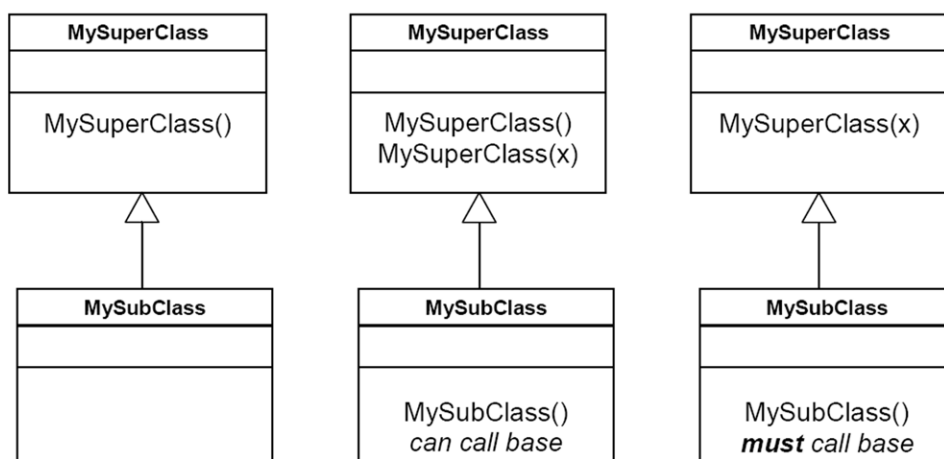 MySuperClass
MySuperClass()
MySubClass
MySuperClass
MySuperClass()
MySuperClass(x)
MySubClass
MySubClass()
can call base
MySuperClass
MySuperClass(x)
MySubClass
MySubClass()
must call base